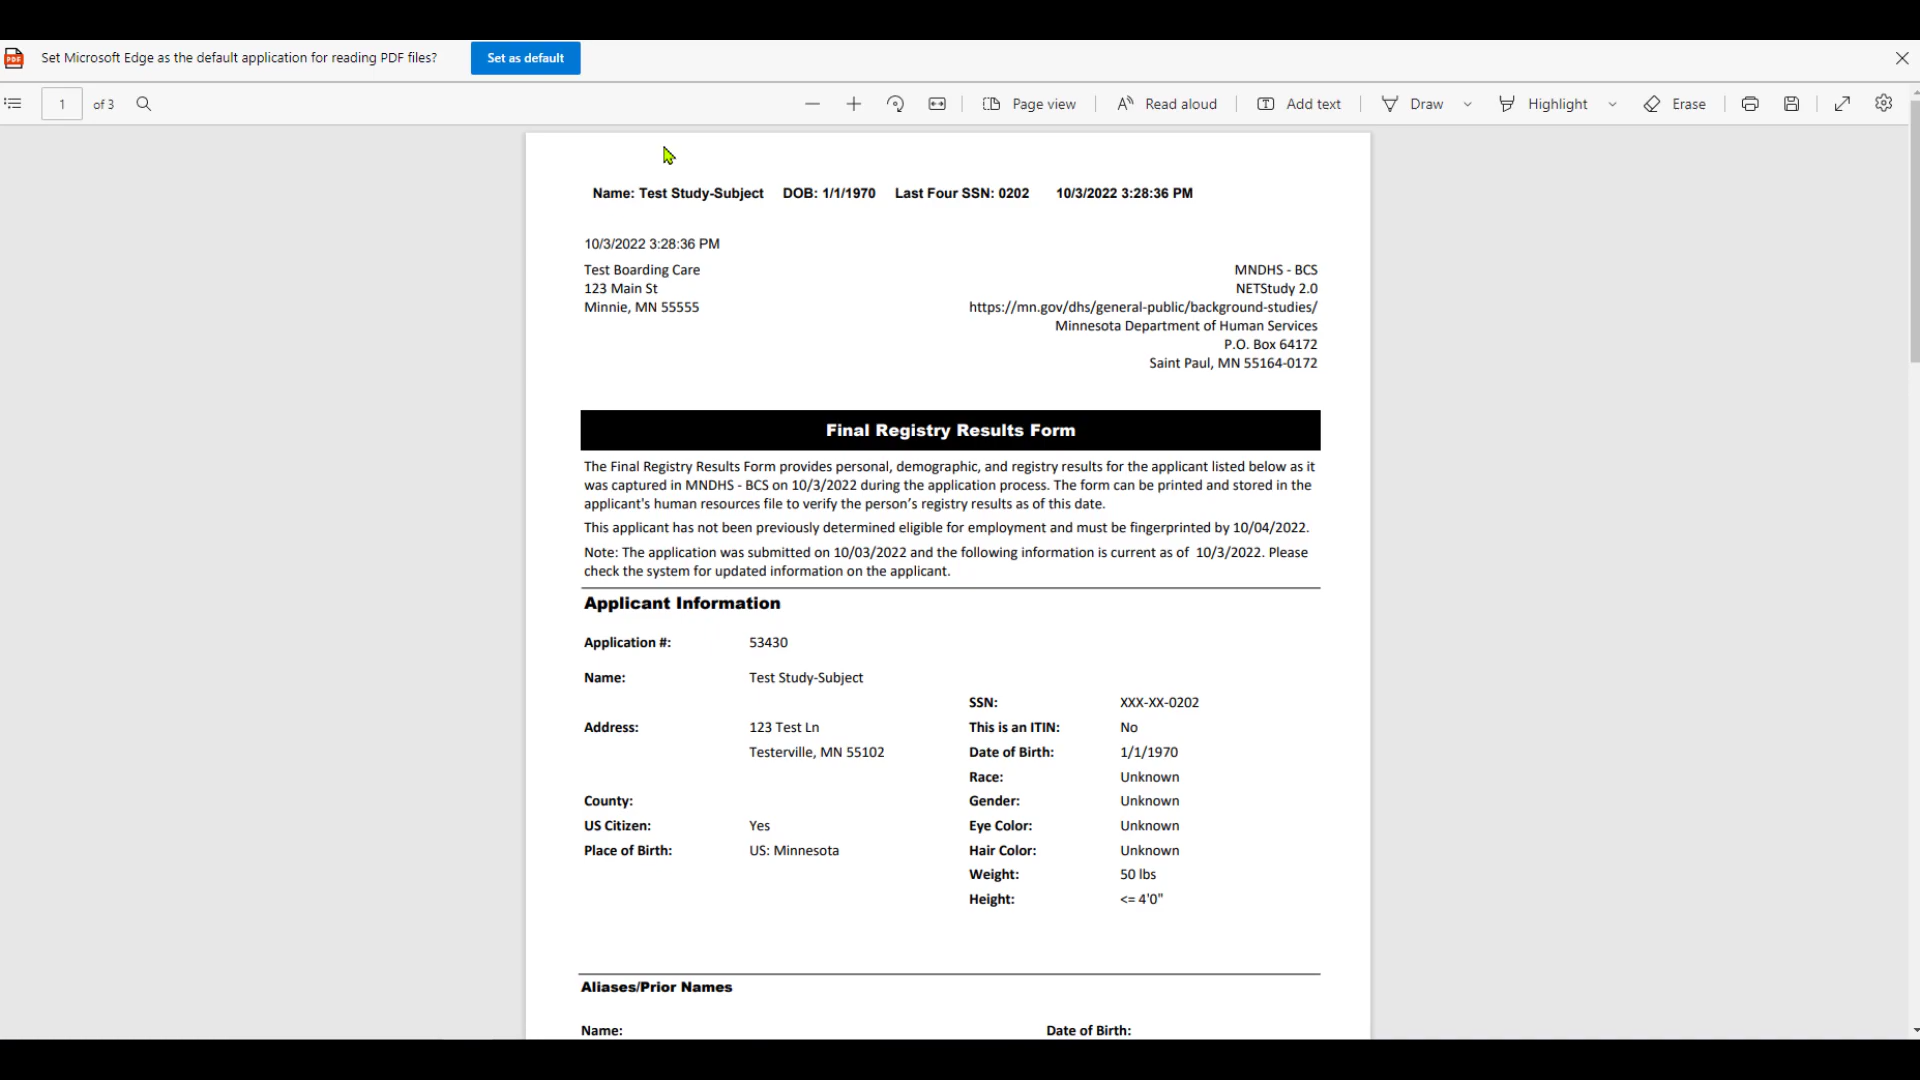 Set Microsoft Edge as the default application for reading PDF files? Set as default
1 of 3 Page view Read aloud Add text Draw Highlight Erase
Name: Test Study-Subject DOB: 1/1/1970 Last Four SSN: 0202 10/3/2022 3:28:36 PM
10/3/2022 3:28:36 PM
Test Boarding Care
123 Main St
Minnie, MN 55555
MNDHS - BCS
NETStudy 2.0
https://mn.gov/dhs/general-public/background-studies/
Minnesota Department of Human Services
P.O. Box 64172
Saint Paul, MN 55164-0172
Final Registry Results Form
The Final Registry Results Form provides personal, demographic, and registry results for the applicant listed below as it
was captured in MNDHS - BCS on 10/3/2022 during the application process. The form can be printed and stored in the
applicant's human resources file to verify the person's registry results as of this date.
This applicant has not been previously determined eligible for employment and must be fingerprinted by 10/04/2022.
Note: The application was submitted on 10/03/2022 and the following information is current as of 10/3/2022. Please
check the system for updated information on the applicant.
Applicant Information
Application #: 53430
Name: Test Study-Subject
SSN: XXX-XX-0202
Address: 123 Test Ln This is an ITIN: No
Testerville, MN 55102 Date of Birth: 1/1/1970
Race: Unknown
County: Gender: Unknown
US Citizen: Yes Eye Color: Unknown
Place of Birth: US: Minnesota Hair Color: Unknown
Weight: 50 lbs
Height: <= 4'0"
Aliases/Prior Names
Name: Date of Birth: